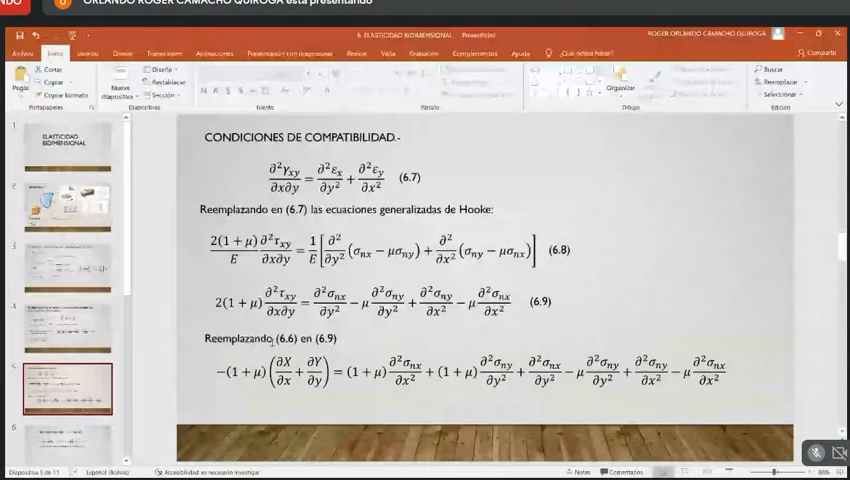 ORLANDO ROGER CAMACHO QUIROGA está presentando
6. ELASTICIDAD BIDIMENSIONAL - PowerPoint
ROGER ORLANDO CAMACHO QUIROGA
Archivo Inicio Insertar Diseño Transiciones Animaciones Presentación con diapositivas Revisar Vista Grabación Complementos Ayuda ¿Qué desea hacer? Compartir
Pegar
Cortar
Copiar
Copiar formato
Portapapeles
Nueva diapositiva
Diseño
Restablecer
Sección
Diapositivas
Fuente
Párrafo
Organizar
Dibujo
Buscar
Reemplazar
Seleccionar
Edición
1
ELASTICIDAD
BIDIMENSIONAL
2
3
4
5
6
CONDICIONES DE COMPATIBILIDAD.-
∂²γxy/∂x∂y = ∂²εx/∂y² + ∂²εy/∂x² (6.7)
Reemplazando en (6.7) las ecuaciones generalizadas de Hooke:
2(1 + μ)/E ∂²τxy/∂x∂y = 1/E [∂²/∂y² (σnx − μσny) + ∂²/∂x² (σny − μσnx)] (6.8)
2(1 + μ) ∂²τxy/∂x∂y = ∂²σnx/∂y² − μ ∂²σny/∂y² + ∂²σny/∂x² − μ ∂²σnx/∂x² (6.9)
Reemplazando (6.6) en (6.9)
−(1 + μ) (∂X/∂x + ∂Y/∂y) = (1 + μ) ∂²σnx/∂x² + (1 + μ) ∂²σny/∂y² + ∂²σnx/∂y² − μ ∂²σny/∂y² + ∂²σny/∂x² − μ ∂²σnx/∂x²
Diapositiva 5 de 11 Español (Bolivia) Accesibilidad: es necesario investigar Notas Comentarios 88%